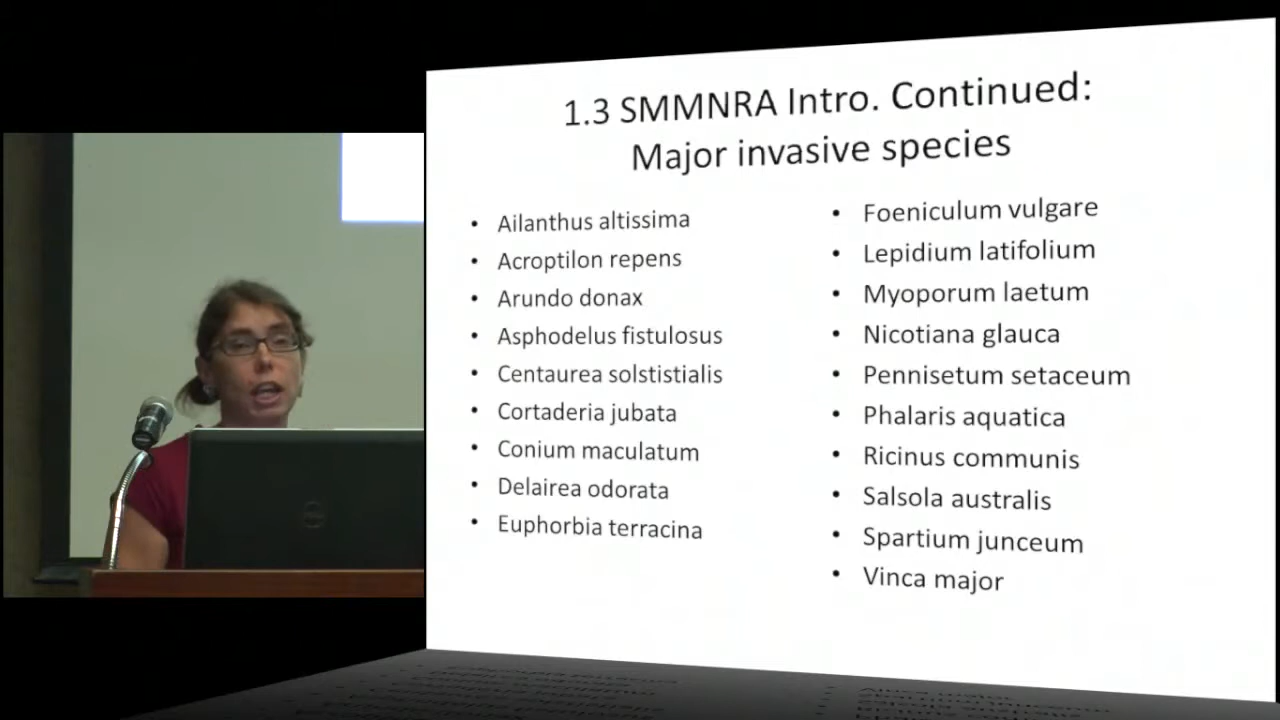 1.3 SMMNRA Intro. Continued:
Major invasive species
• Ailanthus altissima
• Acroptilon repens
• Arundo donax
• Asphodelus fistulosus
• Centaurea solstistialis
• Cortaderia jubata
• Conium maculatum
• Delairea odorata
• Euphorbia terracina
• Foeniculum vulgare
• Lepidium latifolium
• Myoporum laetum
• Nicotiana glauca
• Pennisetum setaceum
• Phalaris aquatica
• Ricinus communis
• Salsola australis
• Spartium junceum
• Vinca major